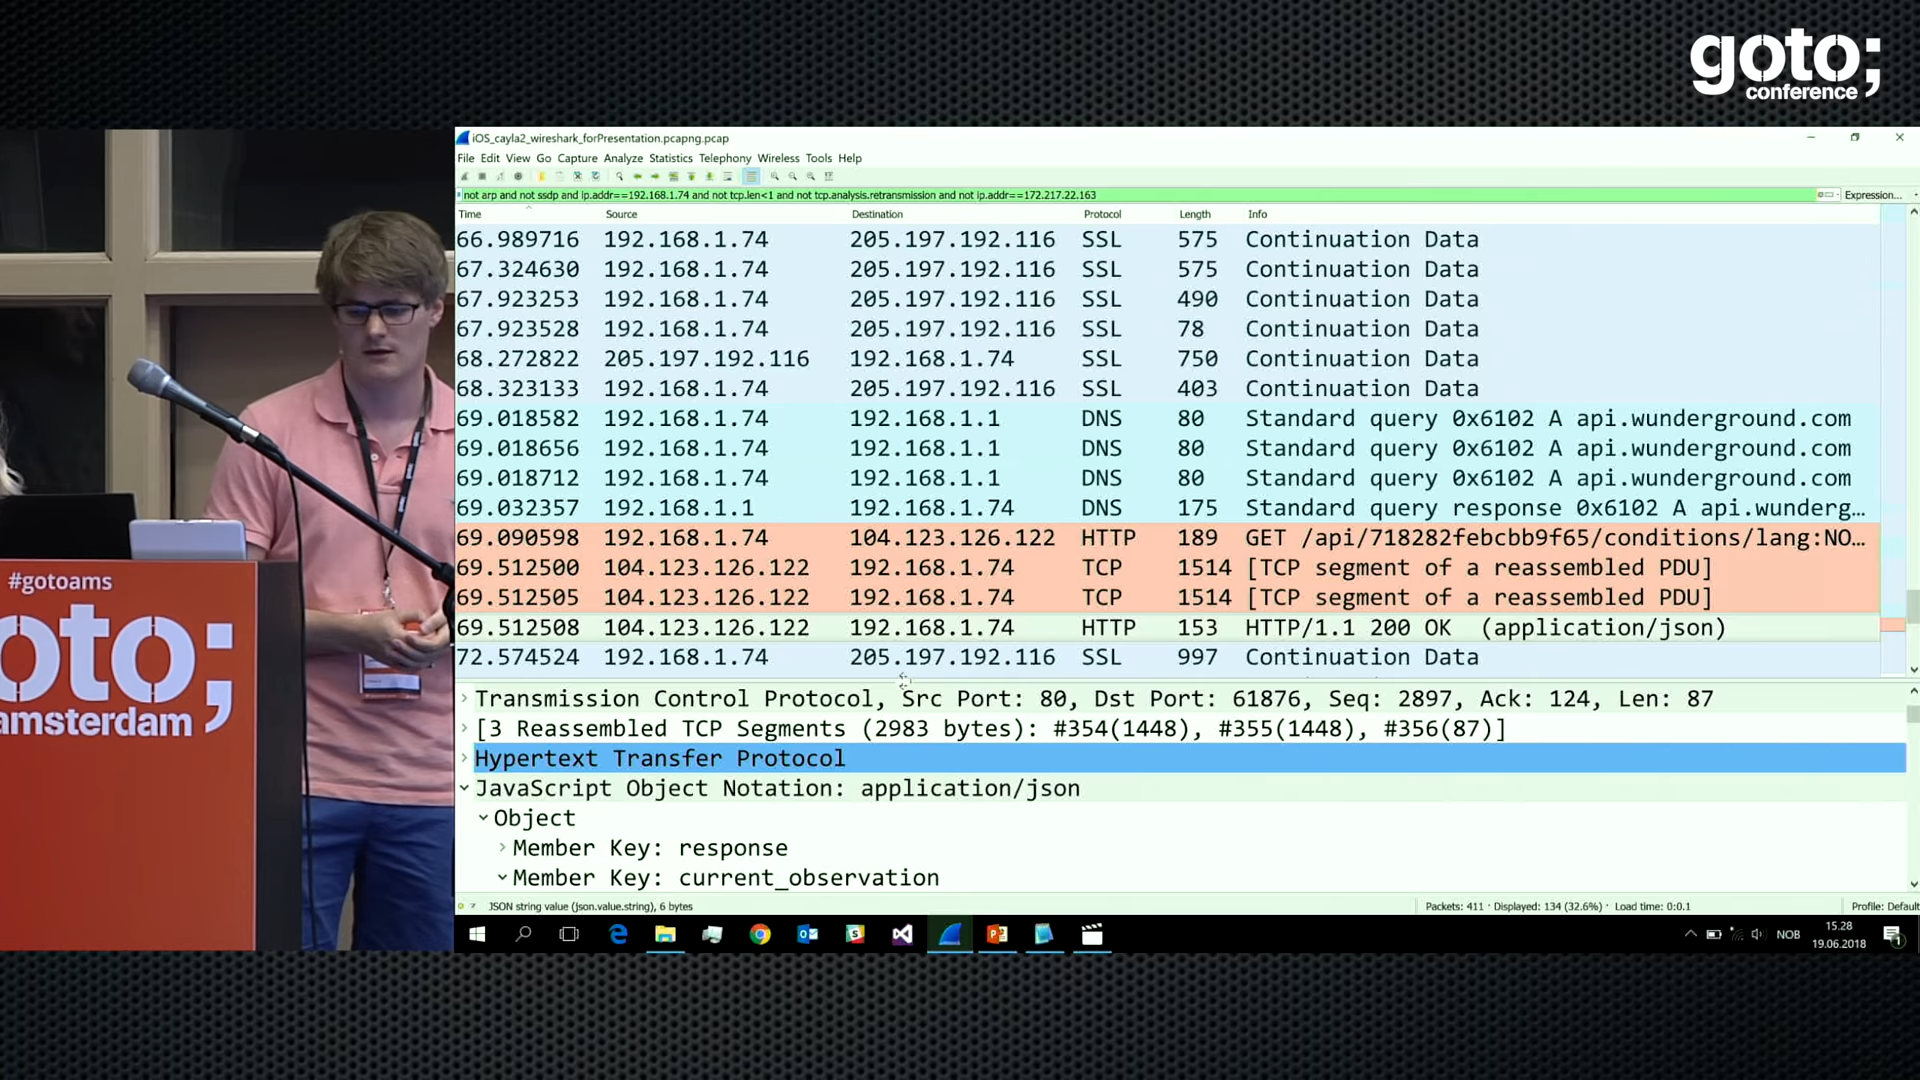 goto;
conference
iOS_cayla2_wireshark_forPresentation.pcapng.pcap
File Edit View Go Capture Analyze Statistics Telephony Wireless Tools Help
not arp and not ssdp and ip.addr==192.168.1.74 and not tcp.len<1 and not tcp.analysis.retransmission and not ip.addr==172.217.22.163 Expression...
Time Source Destination Protocol Length Info
66.989716 192.168.1.74 205.197.192.116 SSL 575 Continuation Data
67.324630 192.168.1.74 205.197.192.116 SSL 575 Continuation Data
67.923253 192.168.1.74 205.197.192.116 SSL 490 Continuation Data
67.923528 192.168.1.74 205.197.192.116 SSL 78 Continuation Data
68.272822 205.197.192.116 192.168.1.74 SSL 750 Continuation Data
68.323133 192.168.1.74 205.197.192.116 SSL 403 Continuation Data
69.018582 192.168.1.74 192.168.1.1 DNS 80 Standard query 0x6102 A api.wunderground.com
69.018656 192.168.1.74 192.168.1.1 DNS 80 Standard query 0x6102 A api.wunderground.com
69.018712 192.168.1.74 192.168.1.1 DNS 80 Standard query 0x6102 A api.wunderground.com
69.032357 192.168.1.1 192.168.1.74 DNS 175 Standard query response 0x6102 A api.wunderg…
69.090598 192.168.1.74 104.123.126.122 HTTP 189 GET /api/718282febcbb9f65/conditions/lang:NO…
69.512500 104.123.126.122 192.168.1.74 TCP 1514 [TCP segment of a reassembled PDU]
69.512505 104.123.126.122 192.168.1.74 TCP 1514 [TCP segment of a reassembled PDU]
69.512508 104.123.126.122 192.168.1.74 HTTP 153 HTTP/1.1 200 OK (application/json)
72.574524 192.168.1.74 205.197.192.116 SSL 997 Continuation Data
Transmission Control Protocol, Src Port: 80, Dst Port: 61876, Seq: 2897, Ack: 124, Len: 87
[3 Reassembled TCP Segments (2983 bytes): #354(1448), #355(1448), #356(87)]
Hypertext Transfer Protocol
JavaScript Object Notation: application/json
Object
Member Key: response
Member Key: current_observation
JSON string value (json.value.string), 6 bytes Packets: 411 · Displayed: 134 (32.6%) · Load time: 0:0.1 Profile: Default
NOB 15.28
19.06.2018
#gotoams
oto;
amsterdam